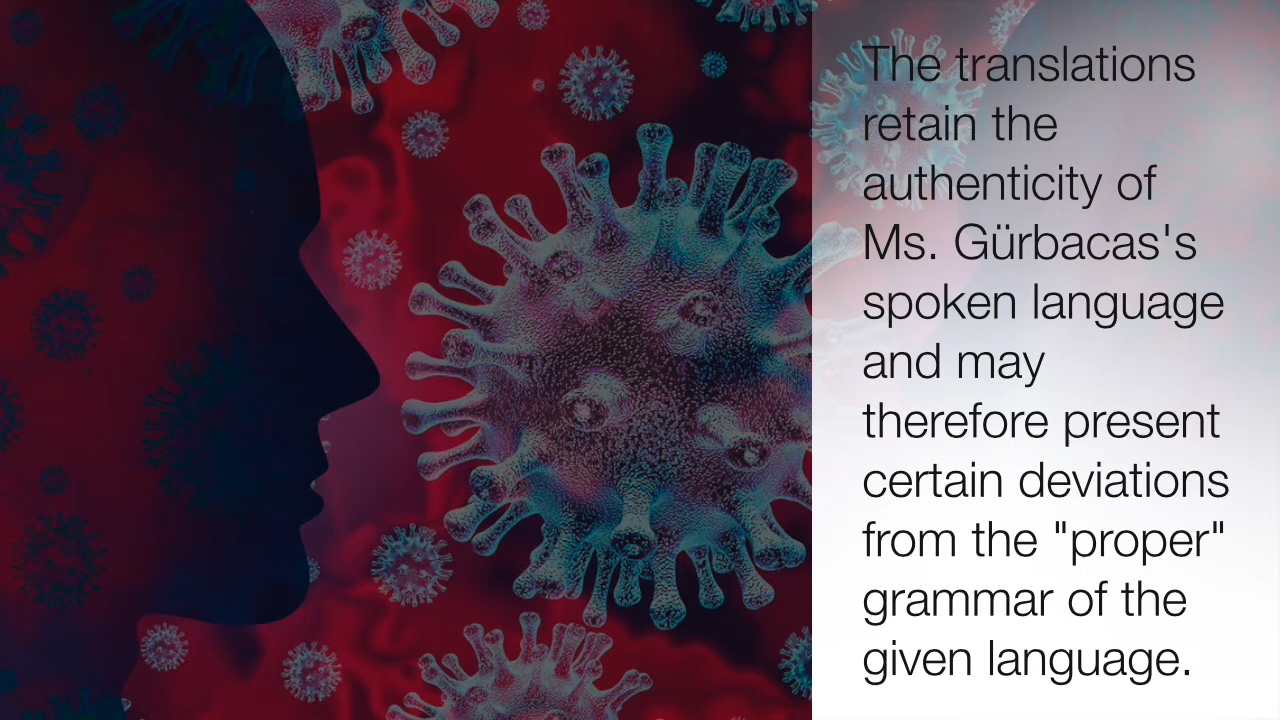 The translations
retain the
authenticity of
Ms. Gürbacas's
spoken language
and may
therefore present
certain deviations
from the "proper"
grammar of the
given language.